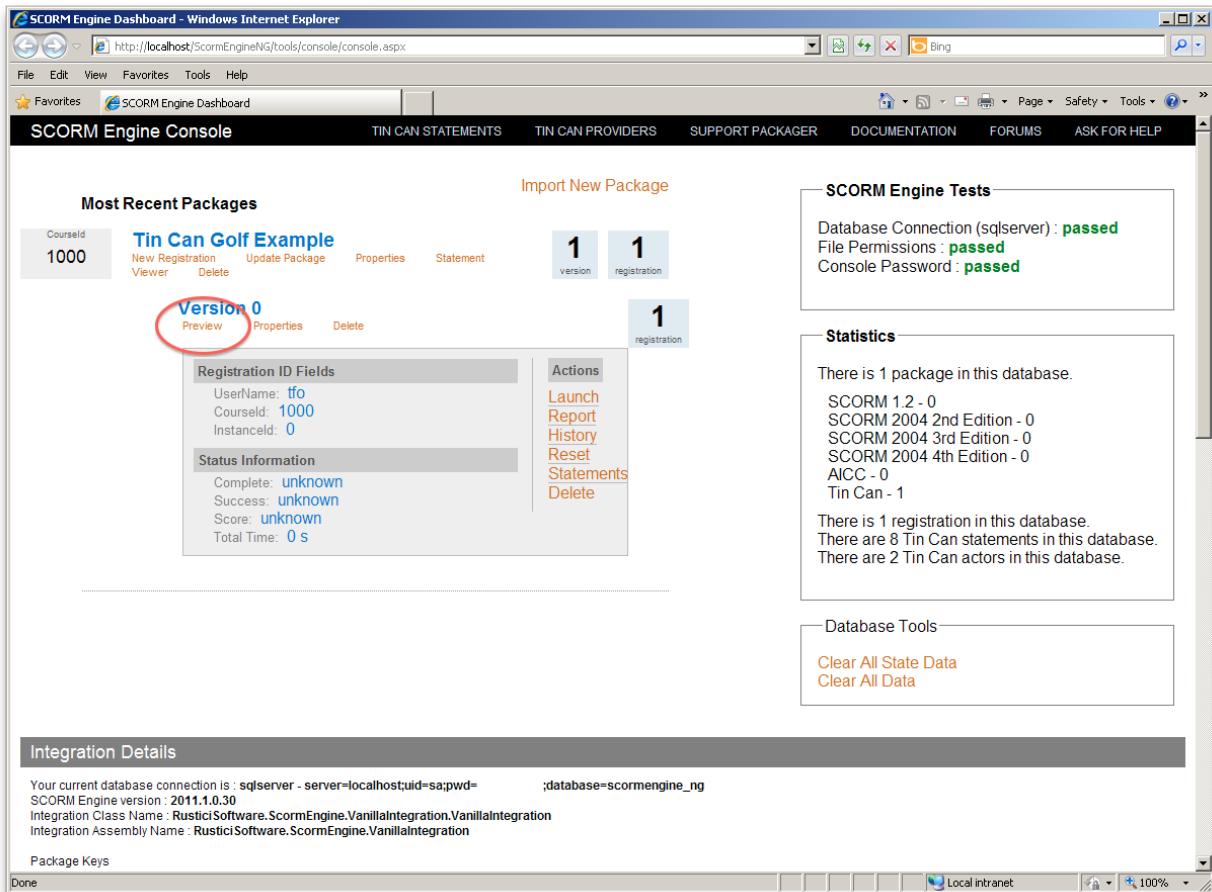 SCORM Engine Dashboard - Windows Internet Explorer
http://localhost/ScormEngineNG/tools/console/console.aspx
Bing
File Edit View Favorites Tools Help
Favorites SCORM Engine Dashboard Page Safety Tools
SCORM Engine Console TIN CAN STATEMENTS TIN CAN PROVIDERS SUPPORT PACKAGER DOCUMENTATION FORUMS ASK FOR HELP
Import New Package
Most Recent Packages
CourseId
1000
Tin Can Golf Example
New Registration Update Package Properties Statement
Viewer Delete
1
version
1
registration
Version 0
Preview Properties Delete
1
registration
Registration ID Fields
UserName: tfo
CourseId: 1000
InstanceId: 0
Status Information
Complete: unknown
Success: unknown
Score: unknown
Total Time: 0 s
Actions
Launch
Report
History
Reset
Statements
Delete
SCORM Engine Tests
Database Connection (sqlserver) : passed
File Permissions : passed
Console Password : passed
Statistics
There is 1 package in this database.
SCORM 1.2 - 0
SCORM 2004 2nd Edition - 0
SCORM 2004 3rd Edition - 0
SCORM 2004 4th Edition - 0
AICC - 0
Tin Can - 1
There is 1 registration in this database.
There are 8 Tin Can statements in this database.
There are 2 Tin Can actors in this database.
Database Tools
Clear All State Data
Clear All Data
Integration Details
Your current database connection is : sqlserver - server=localhost;uid=sa;pwd= ;database=scormengine_ng
SCORM Engine version : 2011.1.0.30
Integration Class Name : RusticiSoftware.ScormEngine.VanillaIntegration.VanillaIntegration
Integration Assembly Name : RusticiSoftware.ScormEngine.VanillaIntegration
Package Keys
Done Local intranet 100%